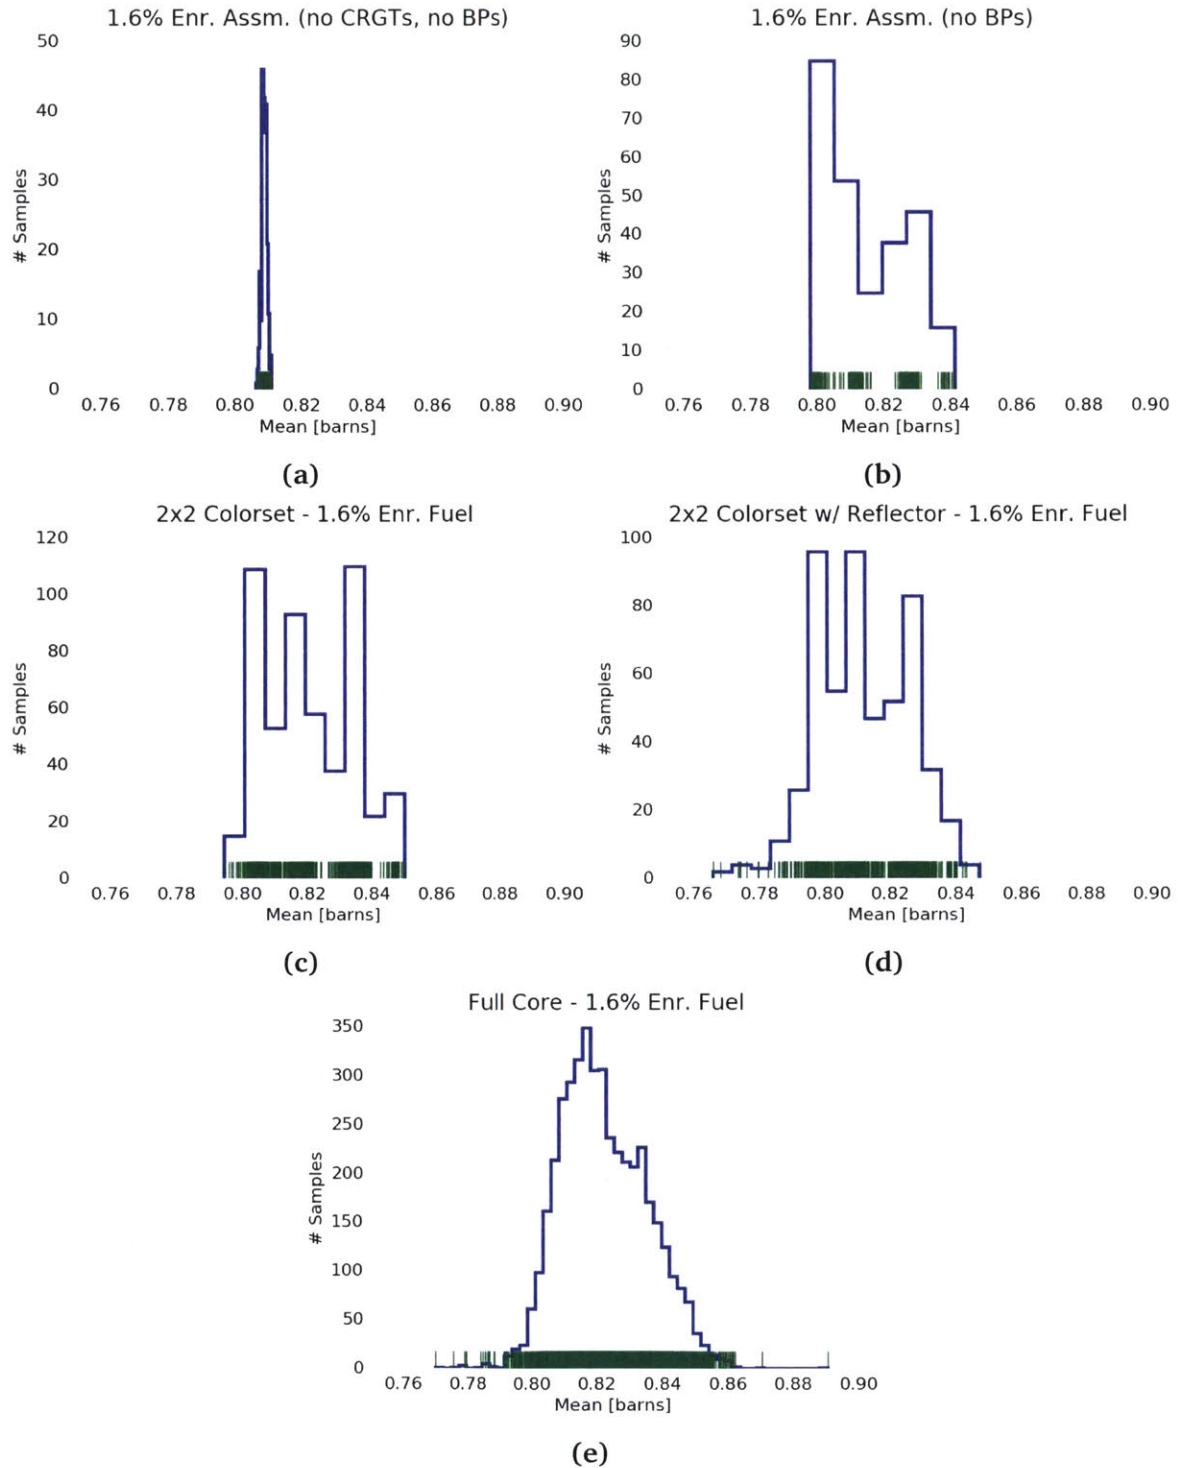 1.6% Enr. Assm. (no CRGTs, no BPs)
50
40
30
20
10
0
# Samples
0.76 0.78 0.80 0.82 0.84 0.86 0.88 0.90
Mean [barns]
(a)
1.6% Enr. Assm. (no BPs)
90
80
70
60
50
40
30
20
10
0
# Samples
0.76 0.78 0.80 0.82 0.84 0.86 0.88 0.90
Mean [barns]
(b)
2x2 Colorset - 1.6% Enr. Fuel
120
100
80
60
40
20
0
# Samples
0.76 0.78 0.80 0.82 0.84 0.86 0.88 0.90
Mean [barns]
(c)
2x2 Colorset w/ Reflector - 1.6% Enr. Fuel
100
80
60
40
20
0
# Samples
0.76 0.78 0.80 0.82 0.84 0.86 0.88 0.90
Mean [barns]
(d)
Full Core - 1.6% Enr. Fuel
350
300
250
200
150
100
50
0
# Samples
0.76 0.78 0.80 0.82 0.84 0.86 0.88 0.90
Mean [barns]
(e)